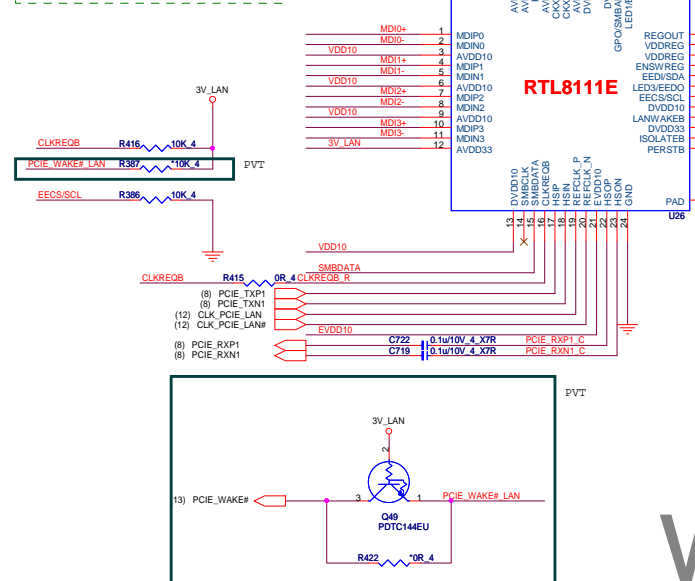 MDI0+ 1 MDIP0 REGOUT
MDI0- 2 MDIN0 VDDREG
VDD10 3 AVDD10 VDDREG
MDI1+ 4 MDIP1 ENSWREG
MDI1- 5 MDIN1 EEDI/SDA
VDD10 6 AVDD10 LED3/EEDO
MDI2+ 7 MDIP2 EECS/SCL
MDI2- 8 MDIN2 DVDD10
VDD10 9 AVDD10 LANWAKEB
MDI3+ 10 MDIP3 DVDD33
MDI3- 11 MDIN3 ISOLATEB
3V_LAN 12 AVDD33 PERSTB
RTL8111E
GPO/SMBA
LED1/E
3V_LAN
CLKREQB R416 10K_4
PCIE_WAKE#_LAN R387 *10K_4 PVT
EECS/SCL R386 10K_4
DVDD10 SMBCLK SMBDATA CLKREQB HSIP HSIN REFCLK_P REFCLK_N EVDD10 HSOP HSON GND
PAD
U26
13 14 15 16 17 18 19 20 21 22 23 24
VDD10
SMBDATA
CLKREQB R415 0R_4 CLKREQB_R
(8) PCIE_TXP1
(8) PCIE_TXN1
(12) CLK_PCIE_LAN
(12) CLK_PCIE_LAN#
EVDD10
(8) PCIE_RXP1 C722 0.1u/10V_4_X7R PCIE_RXP1_C
(8) PCIE_RXN1 C719 0.1u/10V_4_X7R PCIE_RXN1_C
PVT
3V_LAN
2
13) PCIE_WAKE# 3 1 PCIE_WAKE#_LAN
Q49
PDTC144EU
R422 *0R_4